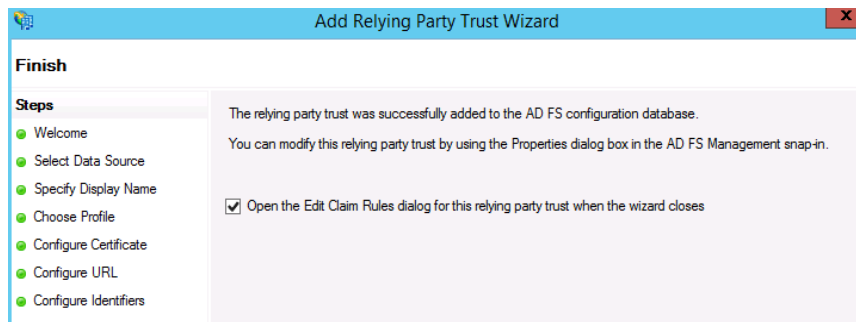 Add Relying Party Trust Wizard
X
Finish
Steps
Welcome
Select Data Source
Specify Display Name
Choose Profile
Configure Certificate
Configure URL
Configure Identifiers
The relying party trust was successfully added to the AD FS configuration database.
You can modify this relying party trust by using the Properties dialog box in the AD FS Management snap-in.
Open the Edit Claim Rules dialog for this relying party trust when the wizard closes